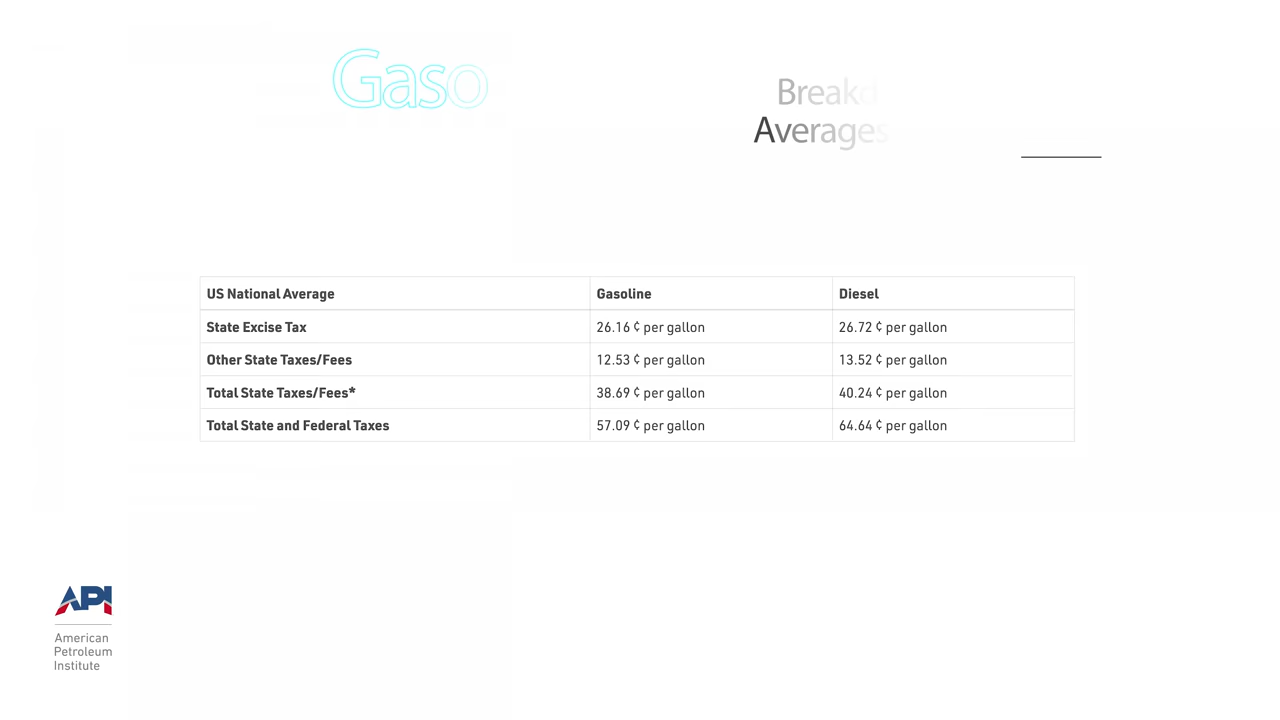 Gaso
Break
Averages
US National Average Gasoline Diesel
State Excise Tax 26.16 ¢ per gallon 26.72 ¢ per gallon
Other State Taxes/Fees 12.53 ¢ per gallon 13.52 ¢ per gallon
Total State Taxes/Fees* 38.69 ¢ per gallon 40.24 ¢ per gallon
Total State and Federal Taxes 57.09 ¢ per gallon 64.64 ¢ per gallon
API
American
Petroleum
Institute